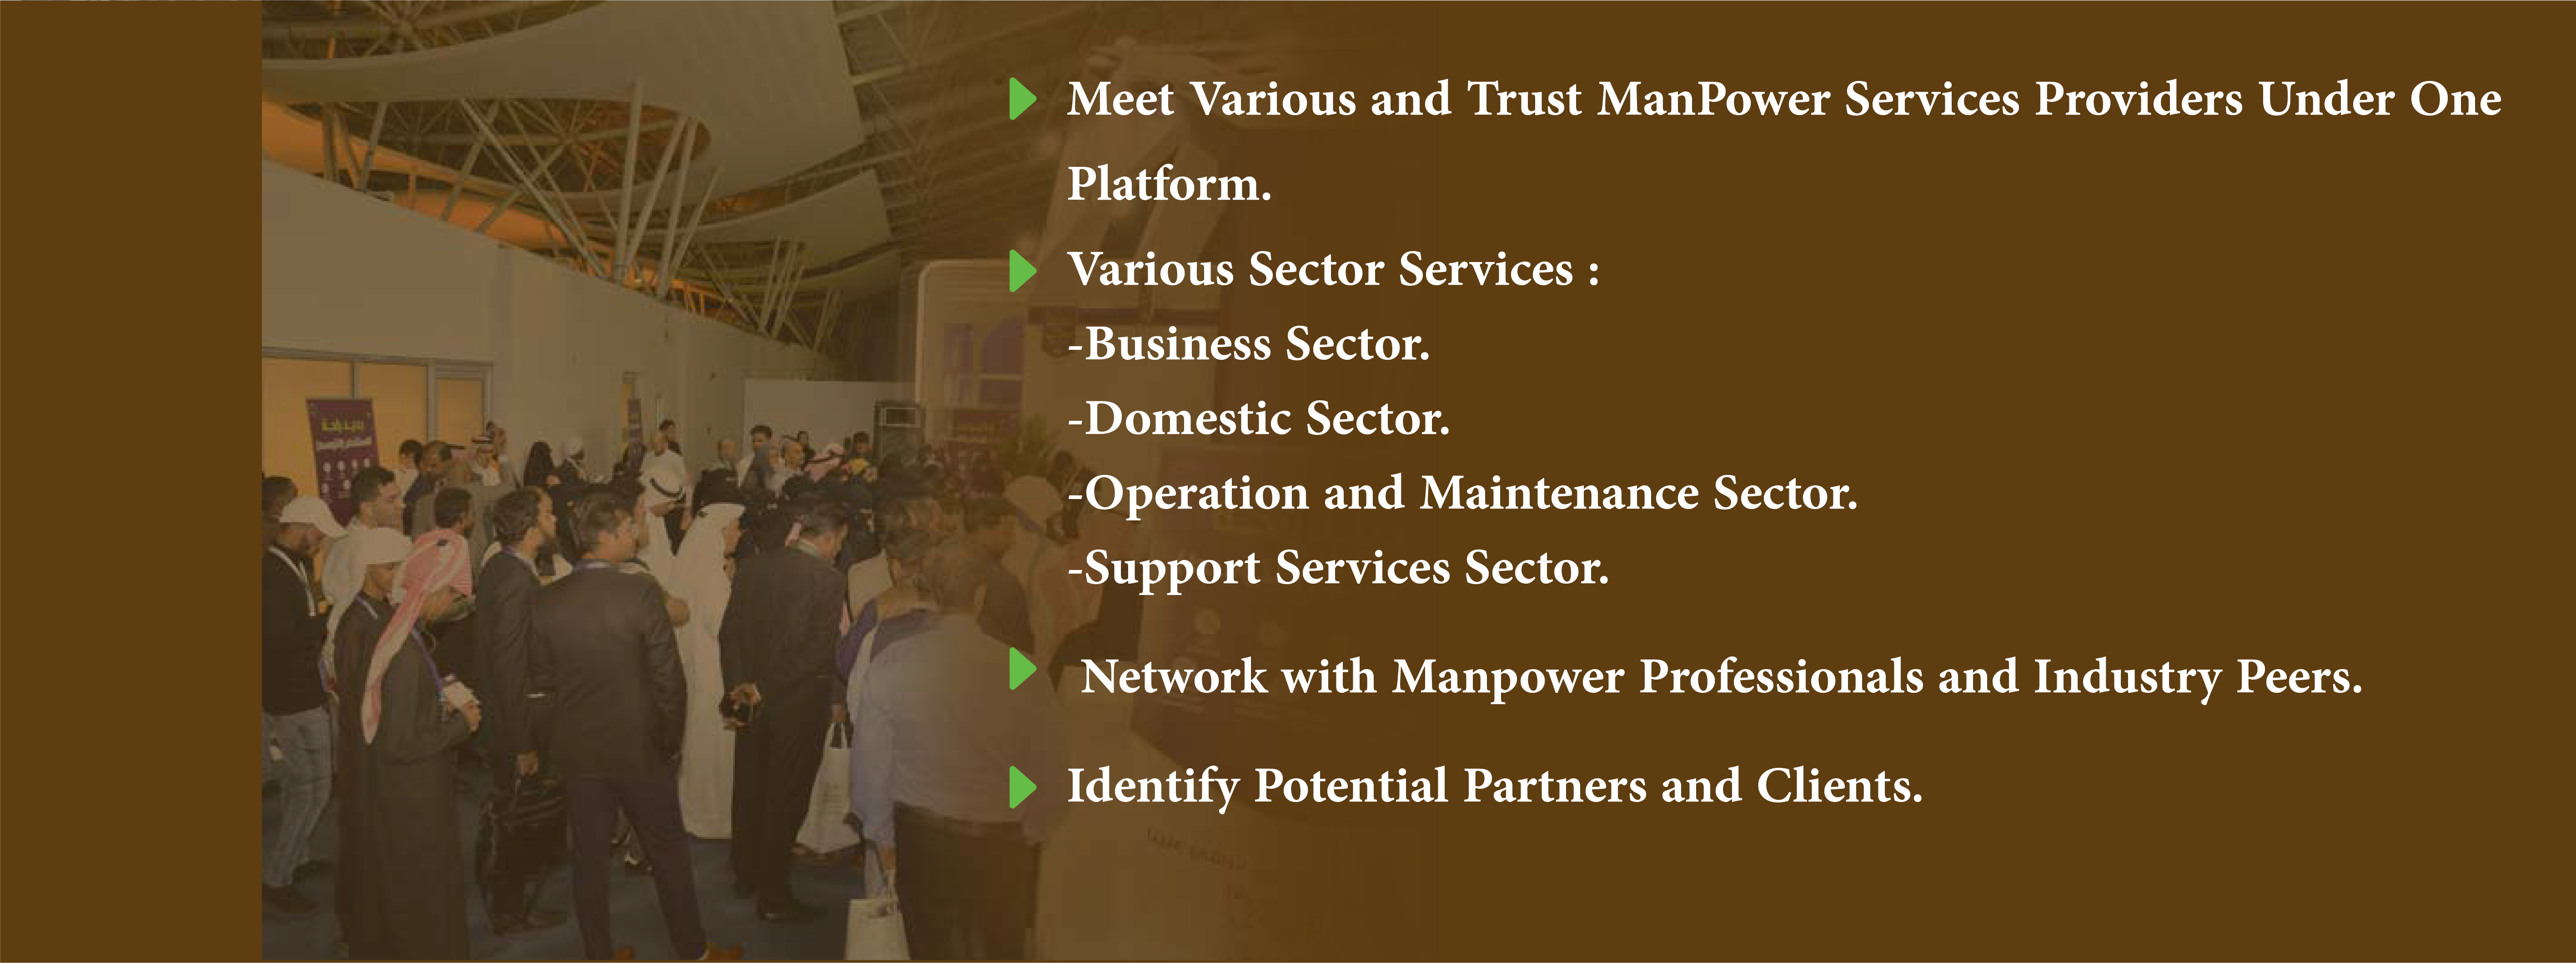 Meet Various and Trust ManPower Services Providers Under One
Platform.
Various Sector Services :
-Business Sector.
-Domestic Sector.
-Operation and Maintenance Sector.
-Support Services Sector.
Network with Manpower Professionals and Industry Peers.
Identify Potential Partners and Clients.